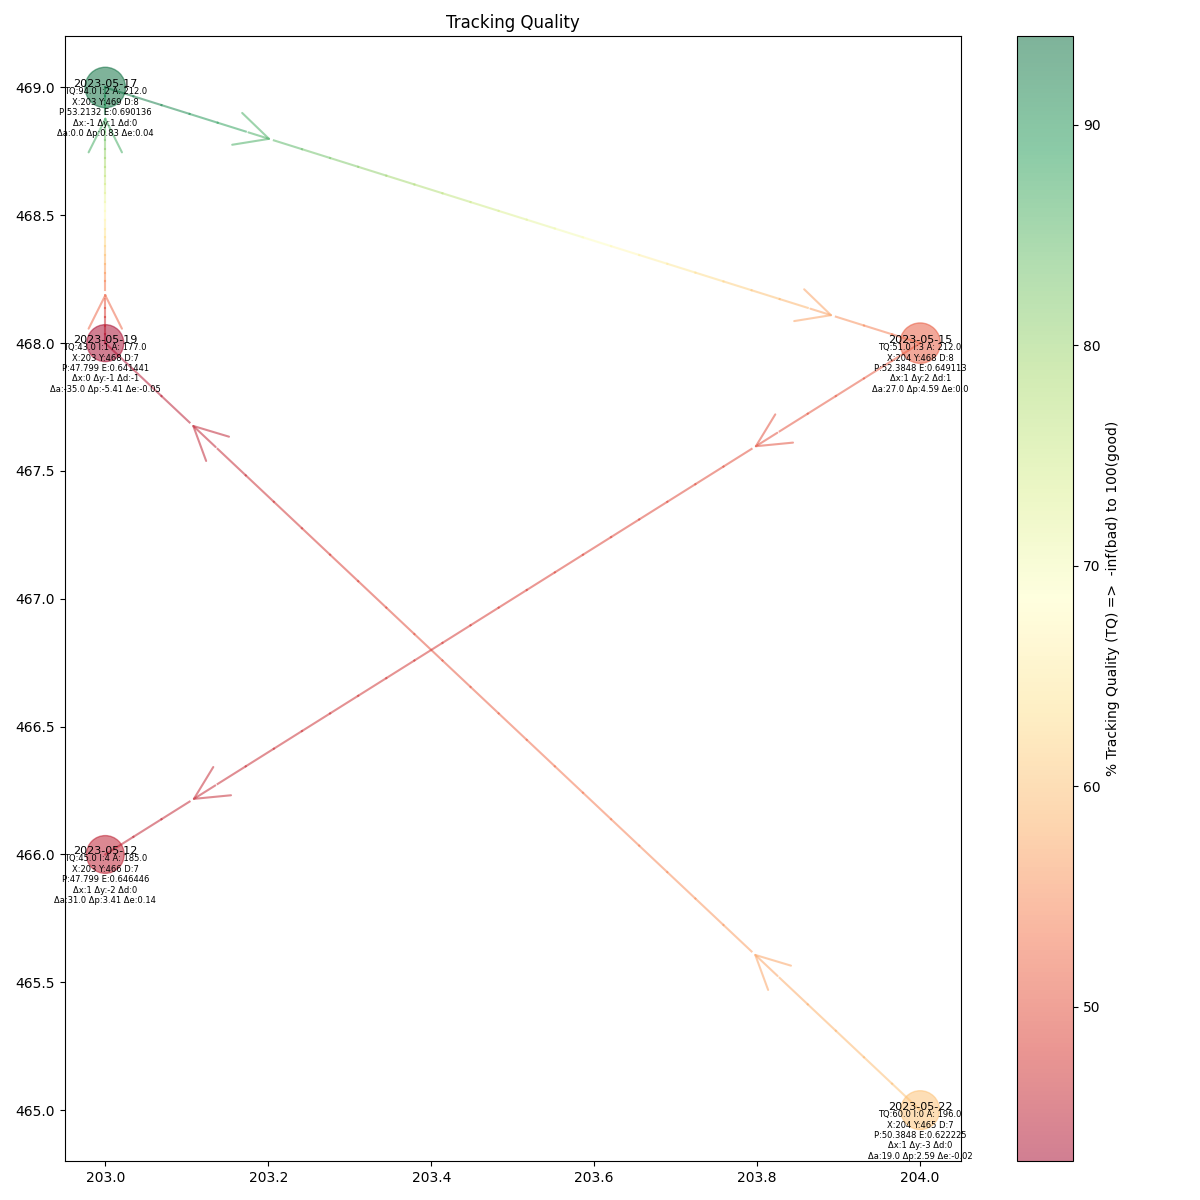 Tracking Quality
469.0
468.5
468.0
467.5
467.0
466.5
466.0
465.5
465.0
2023-05-17
TQ:94.0 I:2 A: 212.0
X:203 Y:469 D:8
P:53.2132 E:0.690136
Δx:-1 Δy:1 Δd:0
Δa:0.0 Δp:0.83 Δe:0.04
2023-05-19
TQ:43.0 I:1 A: 177.0
X:203 Y:468 D:7
P:47.799 E:0.641441
Δx:0 Δy:-1 Δd:-1
Δa:-35.0 Δp:-5.41 Δe:-0.05
2023-05-15
TQ:51.0 I:3 A: 212.0
X:204 Y:468 D:8
P:52.3848 E:0.649113
Δx:1 Δy:2 Δd:1
Δa:27.0 Δp:4.59 Δe:0.0
2023-05-12
TQ:45.0 I:4 A: 185.0
X:203 Y:466 D:7
P:47.799 E:0.646446
Δx:1 Δy:-2 Δd:0
Δa:31.0 Δp:3.41 Δe:0.14
2023-05-22
TQ:60.0 I:0 A: 196.0
X:204 Y:465 D:7
P:50.3848 E:0.622225
Δx:1 Δy:-3 Δd:0
Δa:19.0 Δp:2.59 Δe:-0.02
203.0 203.2 203.4 203.6 203.8 204.0
90
80
70
60
50
% Tracking Quality (TQ) => -inf(bad) to 100(good)